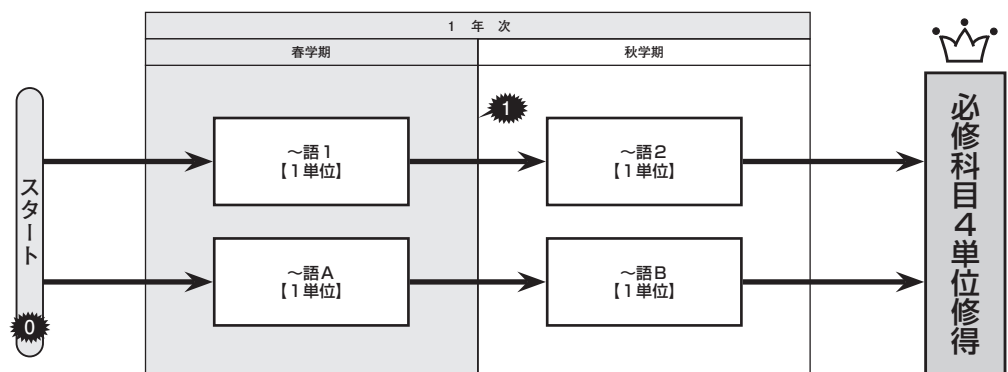 1 年 次
春学期
秋学期
スタート
0
1
～語1
【1単位】
～語2
【1単位】
～語A
【1単位】
～語B
【1単位】
必修科目4単位修得